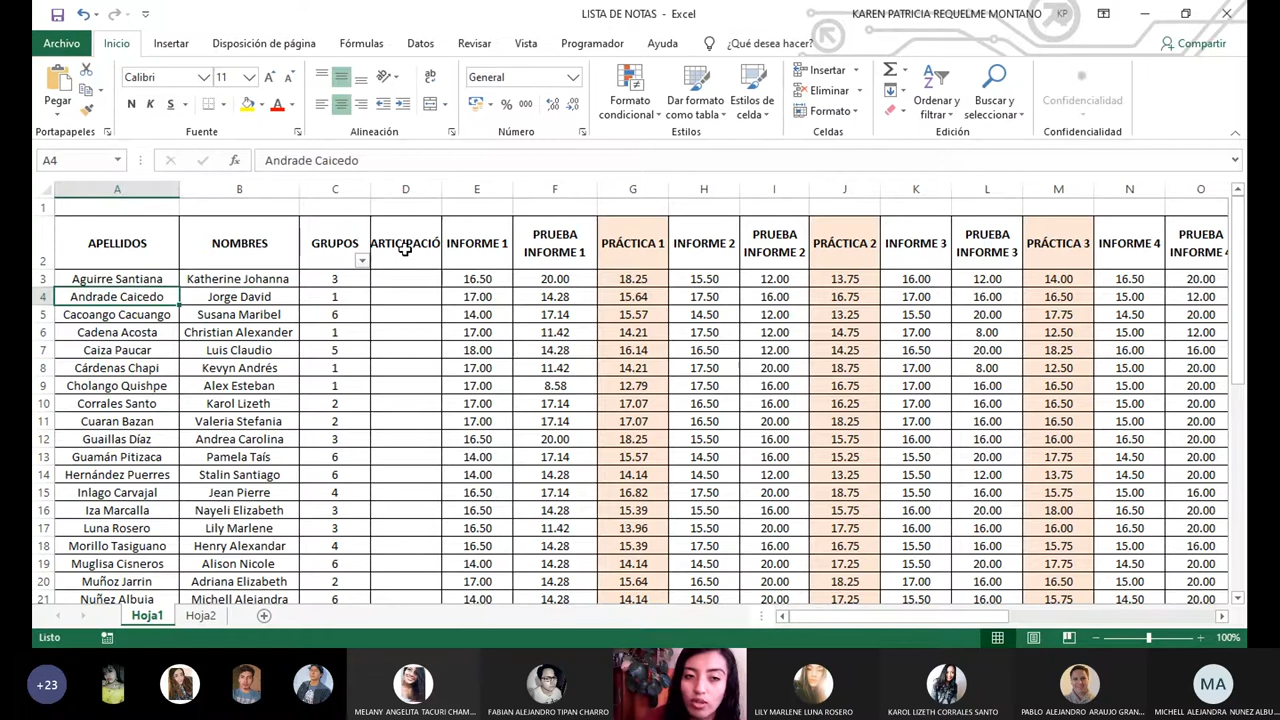 LISTA DE NOTAS - Excel
KAREN PATRICIA REQUELME MONTANO
KP
Archivo Inicio Insertar Disposición de página Fórmulas Datos Revisar Vista Programador Ayuda ¿Qué desea hacer? Compartir
Pegar
Calibri 11
N K S
General
% 000
Formato condicional
Dar formato como tabla
Estilos de celda
Insertar
Eliminar
Formato
Ordenar y filtrar
Buscar y seleccionar
Confidencialidad
Portapapeles Fuente Alineación Número Estilos Celdas Edición Confidencialidad
A4 fx Andrade Caicedo
A B C D E F G H I J K L M N O
1
2 APELLIDOS NOMBRES GRUPOS ARTICIPACIÓ INFORME 1 PRUEBA INFORME 1 PRÁCTICA 1 INFORME 2 PRUEBA INFORME 2 PRÁCTICA 2 INFORME 3 PRUEBA INFORME 3 PRÁCTICA 3 INFORME 4 PRUEBA INFORME 4
3 Aguirre Santiana Katherine Johanna 3 16.50 20.00 18.25 15.50 12.00 13.75 16.00 12.00 14.00 16.50 20.00
4 Andrade Caicedo Jorge David 1 17.00 14.28 15.64 17.50 16.00 16.75 17.00 16.00 16.50 15.00 12.00
5 Cacoango Cacuango Susana Maribel 6 14.00 17.14 15.57 14.50 12.00 13.25 15.50 20.00 17.75 14.50 20.00
6 Cadena Acosta Christian Alexander 1 17.00 11.42 14.21 17.50 12.00 14.75 17.00 8.00 12.50 15.00 12.00
7 Caiza Paucar Luis Claudio 5 18.00 14.28 16.14 16.50 12.00 14.25 16.50 20.00 18.25 16.00 16.00
8 Cárdenas Chapi Kevyn Andrés 1 17.00 11.42 14.21 17.50 20.00 18.75 17.00 8.00 12.50 15.00 16.00
9 Cholango Quishpe Alex Esteban 1 17.00 8.58 12.79 17.50 16.00 16.75 17.00 16.00 16.50 15.00 20.00
10 Corrales Santo Karol Lizeth 2 17.00 17.14 17.07 16.50 16.00 16.25 17.00 16.00 16.50 15.00 20.00
11 Cuaran Bazan Valeria Stefania 2 17.00 17.14 17.07 16.50 20.00 18.25 17.00 16.00 16.50 15.00 20.00
12 Guaillas Díaz Andrea Carolina 3 16.50 20.00 18.25 15.50 16.00 15.75 16.00 16.00 16.00 16.50 20.00
13 Guamán Pitizaca Pamela Taís 6 14.00 17.14 15.57 14.50 16.00 15.25 15.50 20.00 17.75 14.50 20.00
14 Hernández Puerres Stalin Santiago 6 14.00 14.28 14.14 14.50 12.00 13.25 15.50 12.00 13.75 14.50 16.00
15 Inlago Carvajal Jean Pierre 4 16.50 17.14 16.82 17.50 20.00 18.75 15.50 16.00 15.75 15.00 16.00
16 Iza Marcalla Nayeli Elizabeth 3 16.50 14.28 15.39 15.50 16.00 15.75 16.00 20.00 18.00 16.50 16.00
17 Luna Rosero Lily Marlene 3 16.50 11.42 13.96 15.50 20.00 17.75 16.00 16.00 16.00 16.50 20.00
18 Morillo Tasiguano Henry Alexandar 4 16.50 14.28 15.39 17.50 16.00 16.75 15.50 16.00 15.75 15.00 16.00
19 Muglisa Cisneros Alison Nicole 6 14.00 14.28 14.14 14.50 20.00 17.25 15.50 20.00 17.75 14.50 20.00
20 Muñoz Jarrin Adriana Elizabeth 2 17.00 14.28 15.64 16.50 20.00 18.25 17.00 16.00 16.50 15.00 20.00
21 Nuñez Albuja Michell Alejandra 6 14.00 14.28 14.14 14.50 20.00 17.25 15.50 16.00 15.75 14.50 20.00
Hoja1 Hoja2
Listo 100%
+23
MA
MELANY ANGELITA TACURI CHAM... FABIAN ALEJANDRO TIPAN CHARRO LILY MARLENE LUNA ROSERO KAROL LIZETH CORRALES SANTO PABLO ALEJANDRO ARAUJO GRAN... MICHELL ALEJANDRA NUNEZ ALBU...